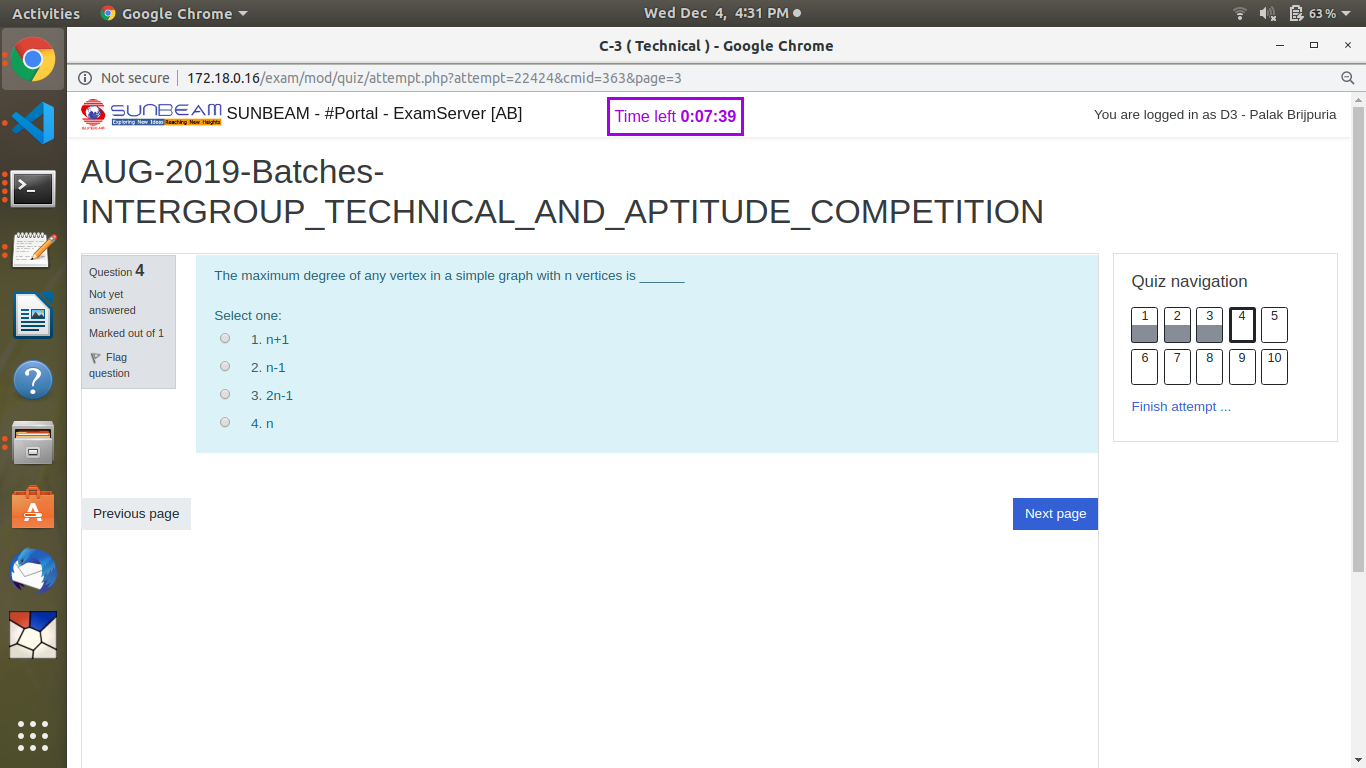 Activities
Google Chrome
Wed Dec 4, 4:31 PM
63 %
C-3 ( Technical ) - Google Chrome
Not secure
172.18.0.16/exam/mod/quiz/attempt.php?attempt=22424&cmid=363&page=3
SUNBEAM
Exploring New Ideas Reaching New Heights
SUNBEAM
SUNBEAM - #Portal - ExamServer [AB]
Time left 0:07:39
You are logged in as D3 - Palak Brijpuria
AUG-2019-Batches-
INTERGROUP_TECHNICAL_AND_APTITUDE_COMPETITION
Question 4
Not yet
answered
Marked out of 1
Flag
question
The maximum degree of any vertex in a simple graph with n vertices is ______
Select one:
1. n+1
2. n-1
3. 2n-1
4. n
Previous page
Next page
Quiz navigation
1 2 3 4 5
6 7 8 9 10
Finish attempt ...